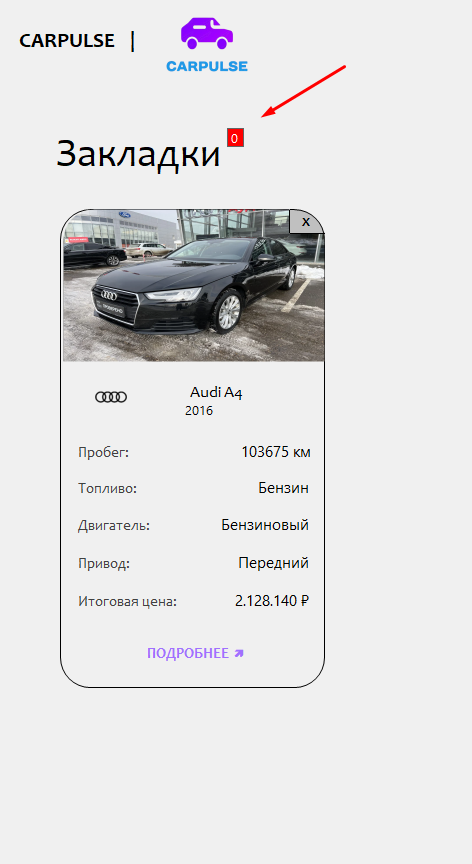 CARPULSE |
CARPULSE
Закладки 0
x
Audi A4
2016
Пробег: 103675 км
Топливо: Бензин
Двигатель: Бензиновый
Привод: Передний
Итоговая цена: 2.128.140 ₽
ПОДРОБНЕЕ